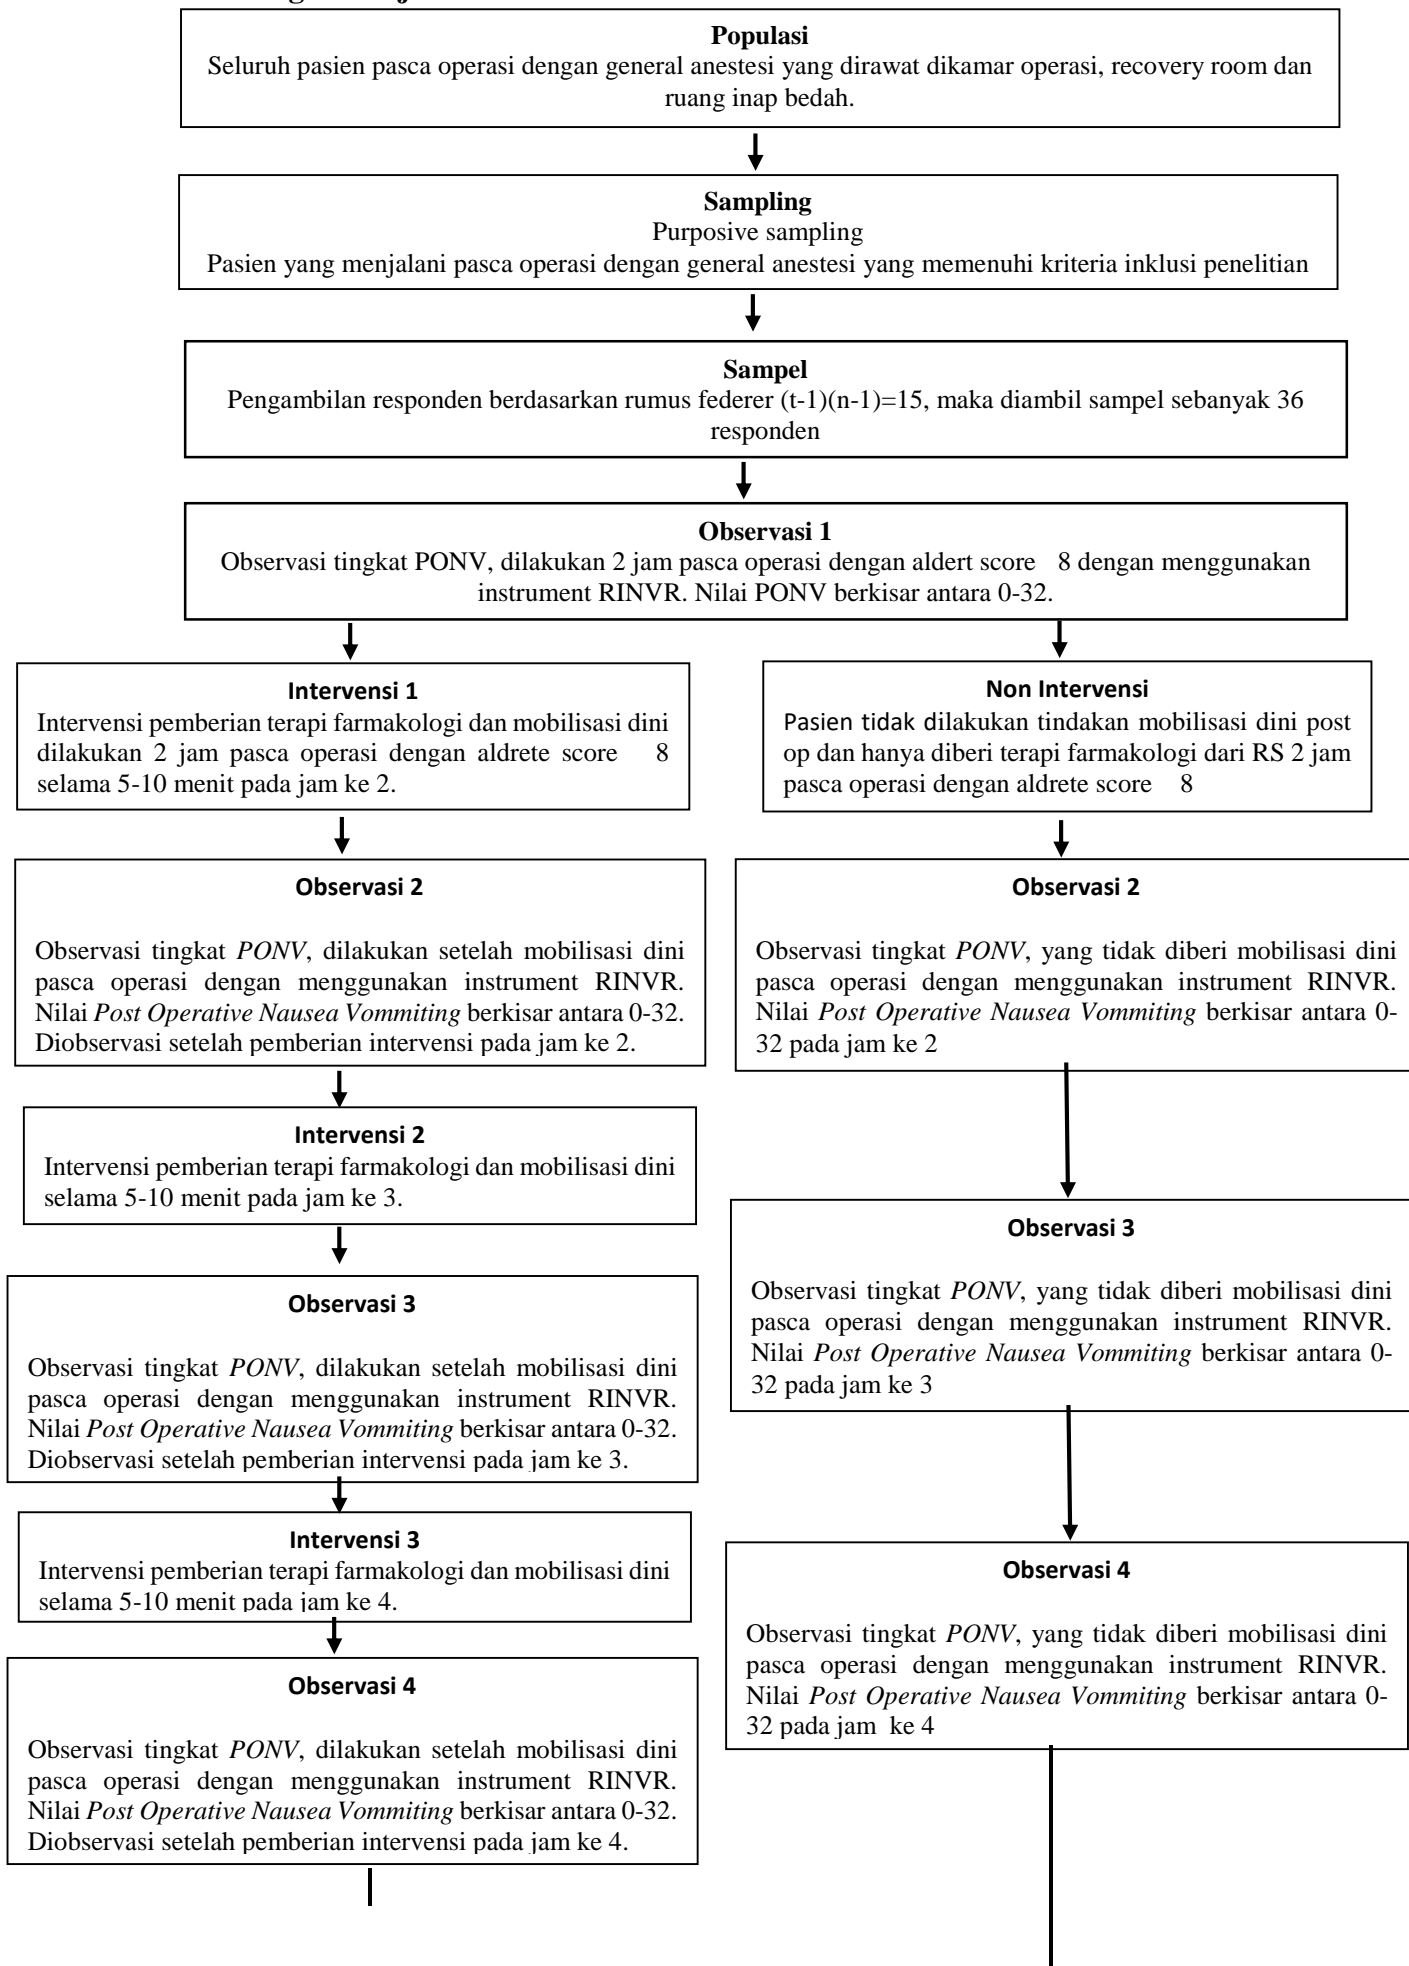 Populasi
Seluruh pasien pasca operasi dengan general anestesi yang dirawat dikamar operasi, recovery room dan
ruang inap bedah.
Sampling
Purposive sampling
Pasien yang menjalani pasca operasi dengan general anestesi yang memenuhi kriteria inklusi penelitian
Sampel
Pengambilan responden berdasarkan rumus federer (t-1)(n-1)=15, maka diambil sampel sebanyak 36
responden
Observasi 1
Observasi tingkat PONV, dilakukan 2 jam pasca operasi dengan aldert score 8 dengan menggunakan
instrument RINVR. Nilai PONV berkisar antara 0-32.
Intervensi 1
Intervensi pemberian terapi farmakologi dan mobilisasi dini
dilakukan 2 jam pasca operasi dengan aldrete score 8
selama 5-10 menit pada jam ke 2.
Non Intervensi
Pasien tidak dilakukan tindakan mobilisasi dini post
op dan hanya diberi terapi farmakologi dari RS 2 jam
pasca operasi dengan aldrete score 8
Observasi 2
Observasi tingkat PONV, dilakukan setelah mobilisasi dini
pasca operasi dengan menggunakan instrument RINVR.
Nilai Post Operative Nausea Vommiting berkisar antara 0-32.
Diobservasi setelah pemberian intervensi pada jam ke 2.
Observasi 2
Observasi tingkat PONV, yang tidak diberi mobilisasi dini
pasca operasi dengan menggunakan instrument RINVR.
Nilai Post Operative Nausea Vommiting berkisar antara 0-
32 pada jam ke 2
Intervensi 2
Intervensi pemberian terapi farmakologi dan mobilisasi dini
selama 5-10 menit pada jam ke 3.
Observasi 3
Observasi tingkat PONV, yang tidak diberi mobilisasi dini
pasca operasi dengan menggunakan instrument RINVR.
Nilai Post Operative Nausea Vommiting berkisar antara 0-
32 pada jam ke 3
Observasi 3
Observasi tingkat PONV, dilakukan setelah mobilisasi dini
pasca operasi dengan menggunakan instrument RINVR.
Nilai Post Operative Nausea Vommiting berkisar antara 0-32.
Diobservasi setelah pemberian intervensi pada jam ke 3.
Intervensi 3
Intervensi pemberian terapi farmakologi dan mobilisasi dini
selama 5-10 menit pada jam ke 4.
Observasi 4
Observasi tingkat PONV, yang tidak diberi mobilisasi dini
pasca operasi dengan menggunakan instrument RINVR.
Nilai Post Operative Nausea Vommiting berkisar antara 0-
32 pada jam ke 4
Observasi 4
Observasi tingkat PONV, dilakukan setelah mobilisasi dini
pasca operasi dengan menggunakan instrument RINVR.
Nilai Post Operative Nausea Vommiting berkisar antara 0-32.
Diobservasi setelah pemberian intervensi pada jam ke 4.